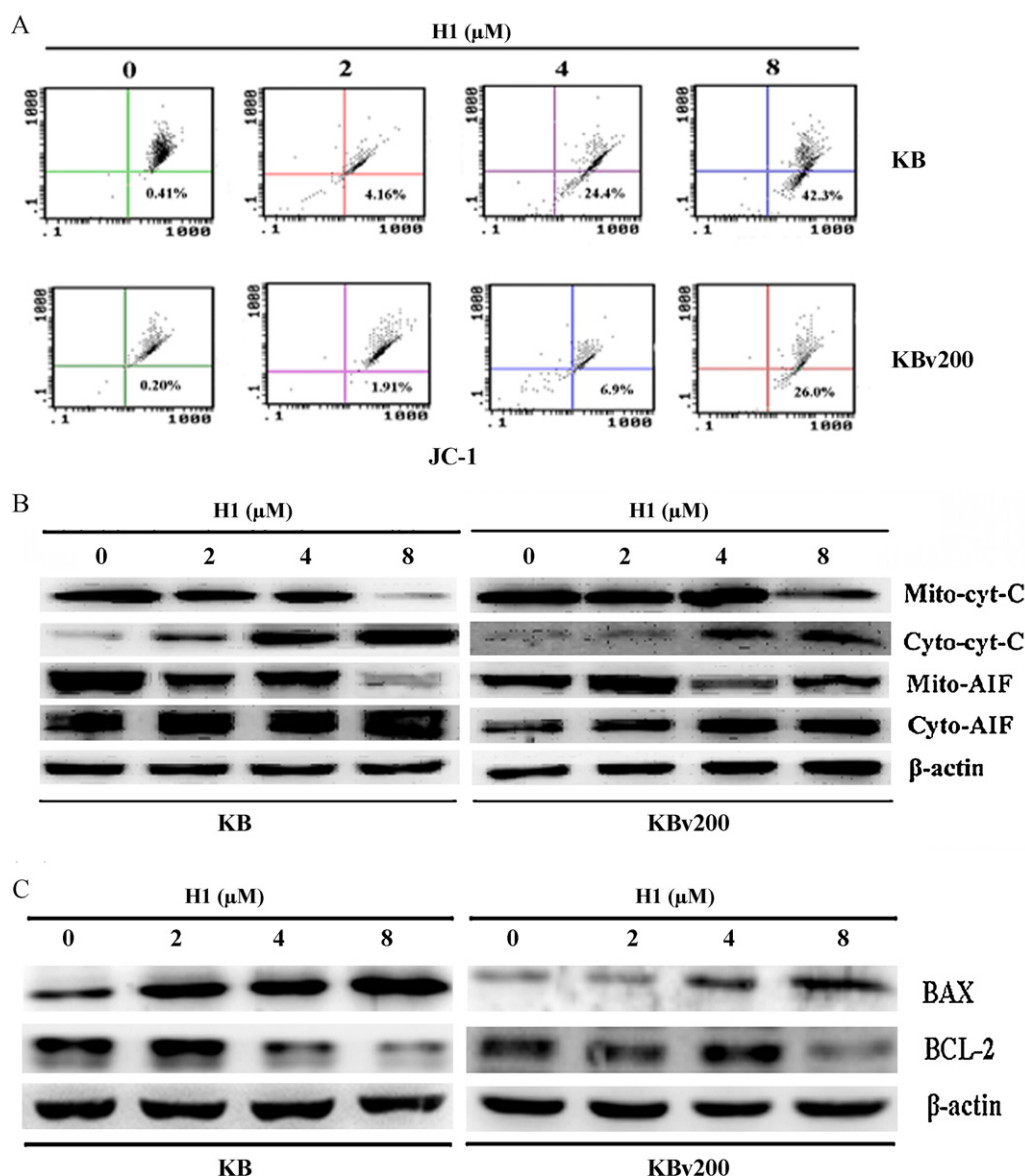 A
H1 (µM)
0 2 4 8
1000 1000 1000 1000
0.41% 4.16% 24.4% 42.3%
KB
.1 .1 .1 .1
.1 1000 .1 1000 .1 1000 .1 1000
1000 1000 1000 1000
0.20% 1.91% 6.9% 26.0%
KBv200
.1 .1 .1 .1
.1 1000 .1 1000 .1 1000 .1 1000
JC-1
B
H1 (µM) H1 (µM)
0 2 4 8 0 2 4 8
Mito-cyt-C
Cyto-cyt-C
Mito-AIF
Cyto-AIF
β-actin
KB KBv200
C
H1 (µM) H1 (µM)
0 2 4 8 0 2 4 8
BAX
BCL-2
β-actin
KB KBv200